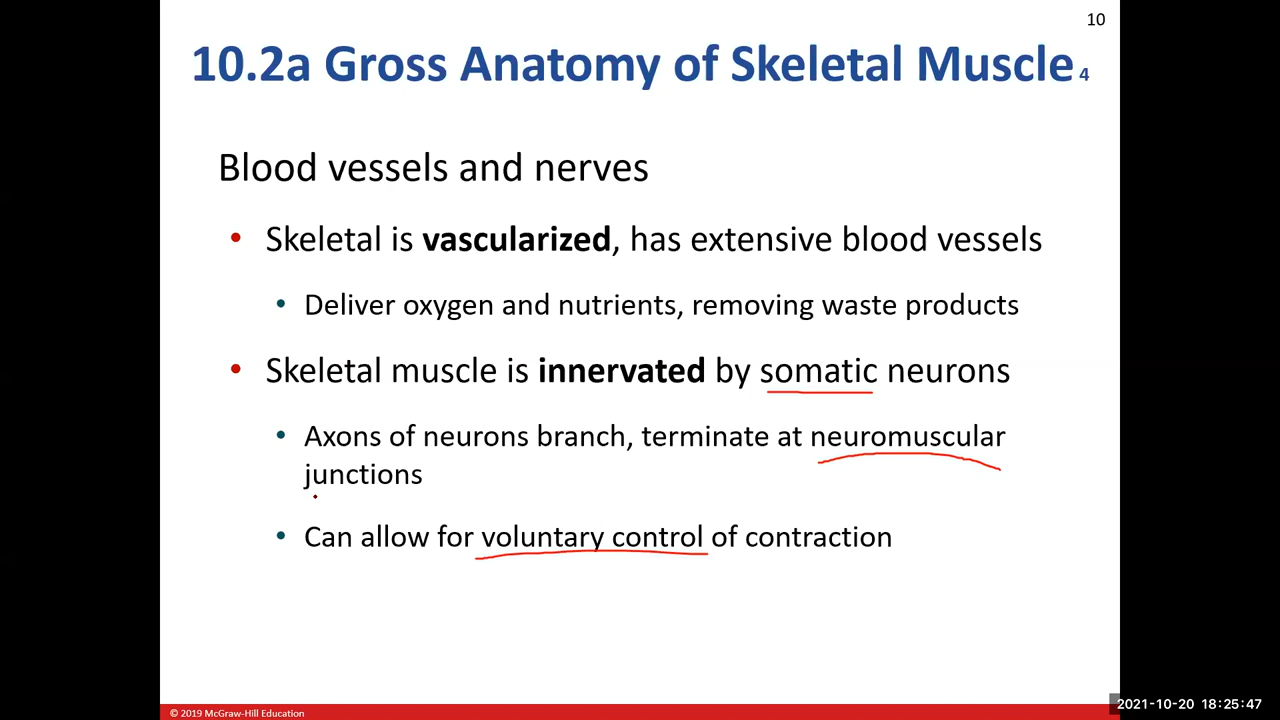 10
10.2a Gross Anatomy of Skeletal Muscle 4
Blood vessels and nerves
• Skeletal is vascularized, has extensive blood vessels
• Deliver oxygen and nutrients, removing waste products
• Skeletal muscle is innervated by somatic neurons
• Axons of neurons branch, terminate at neuromuscular
junctions
• Can allow for voluntary control of contraction
© 2019 McGraw-Hill Education
2021-10-20 18:25:47